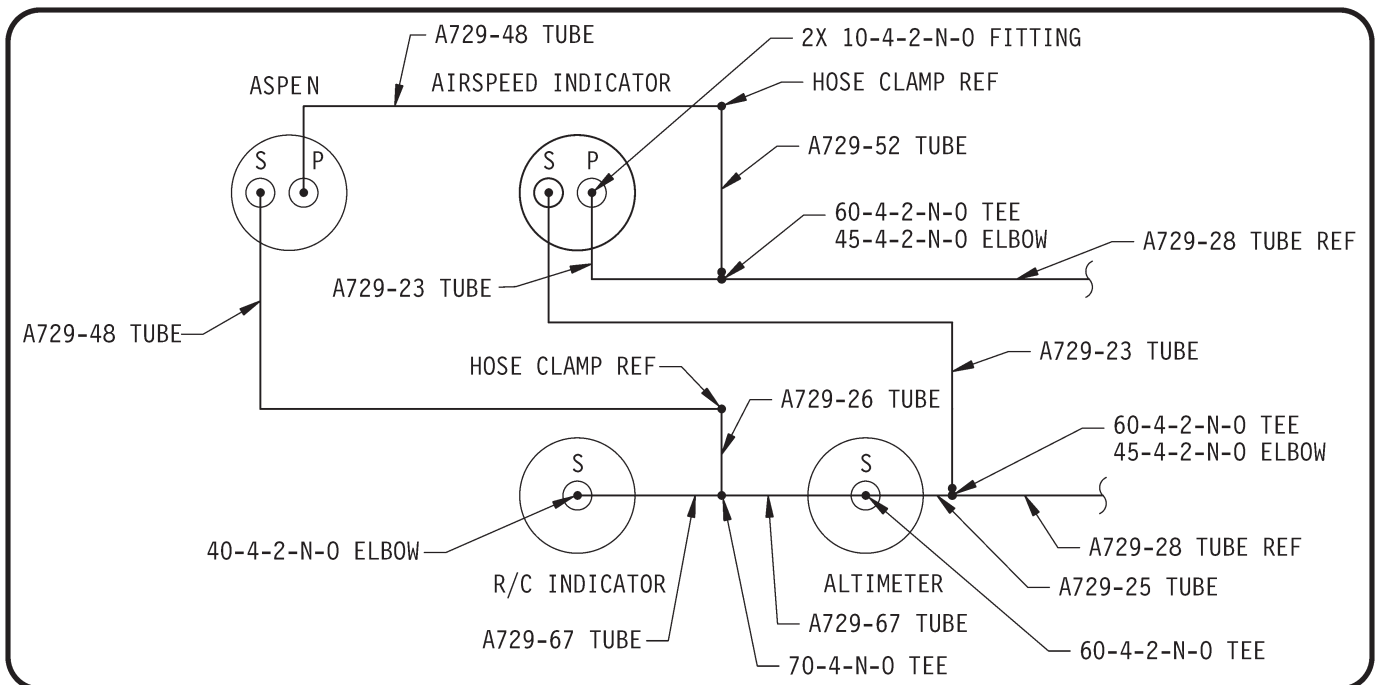 A729-48 TUBE
2X 10-4-2-N-O FITTING
ASPEN
AIRSPEED INDICATOR
HOSE CLAMP REF
S
P
S
P
A729-52 TUBE
60-4-2-N-O TEE
45-4-2-N-O ELBOW
A729-28 TUBE REF
A729-23 TUBE
A729-48 TUBE
A729-23 TUBE
HOSE CLAMP REF
A729-26 TUBE
60-4-2-N-O TEE
45-4-2-N-O ELBOW
S
S
40-4-2-N-O ELBOW
A729-28 TUBE REF
R/C INDICATOR
ALTIMETER
A729-25 TUBE
A729-67 TUBE
A729-67 TUBE
60-4-2-N-O TEE
70-4-N-O TEE